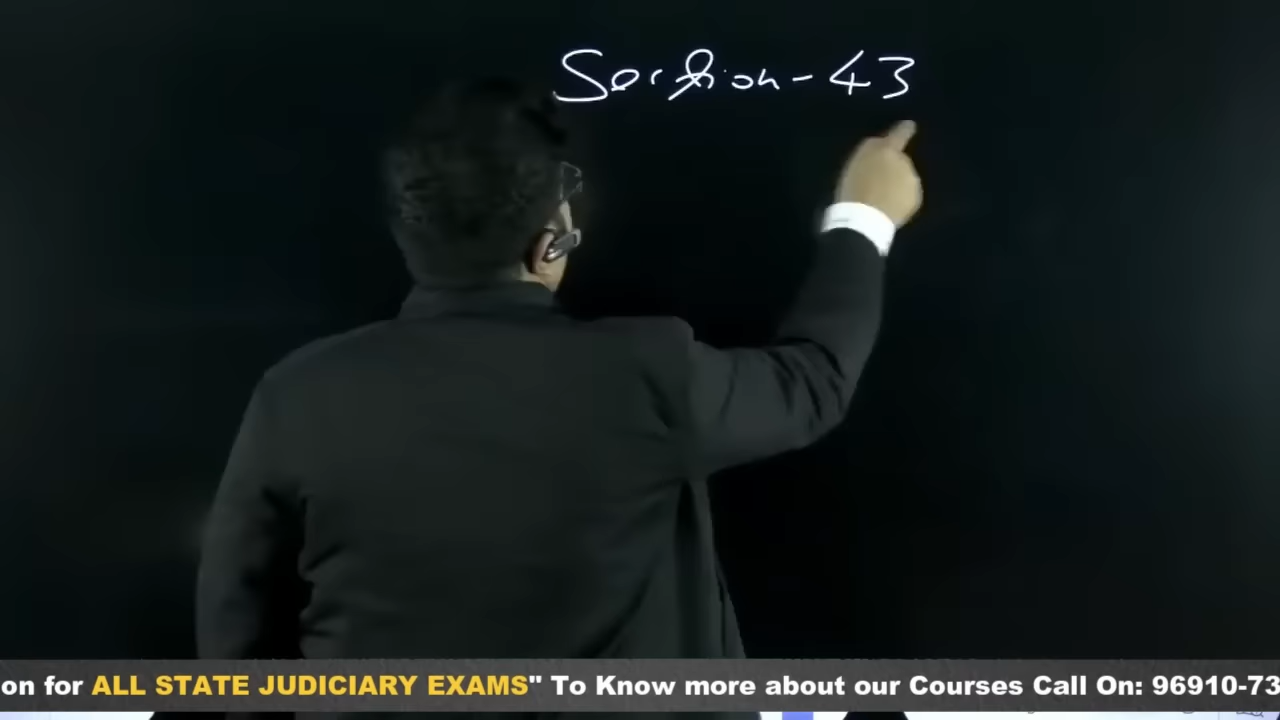 Section-43
on for ALL STATE JUDICIARY EXAMS" To Know more about our Courses Call On: 96910-73